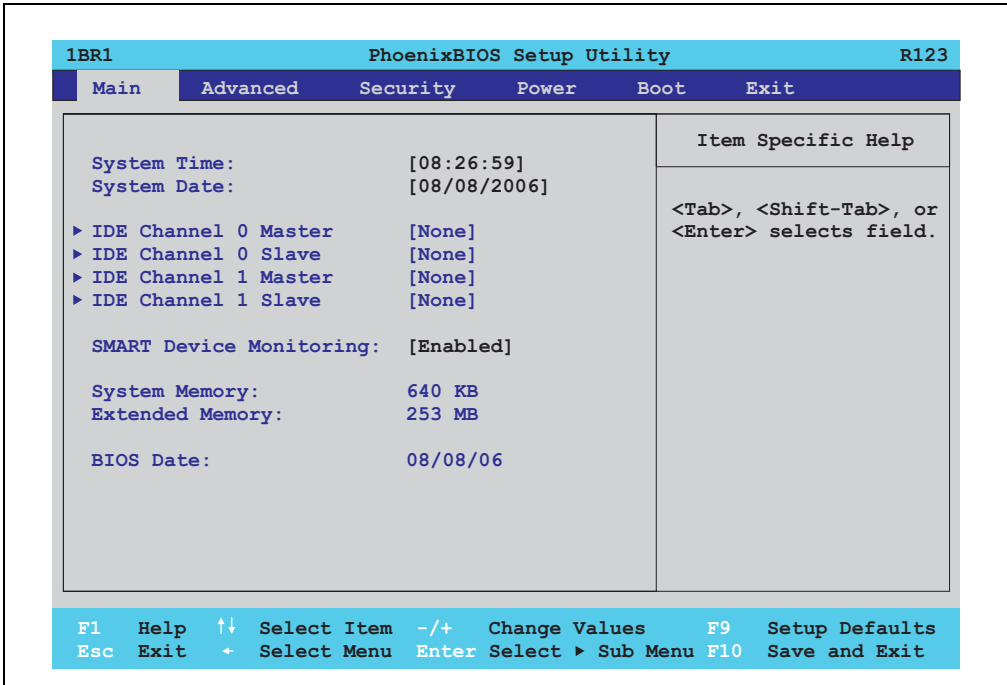 1BR1 PhoenixBIOS Setup Utility R123
Main Advanced Security Power Boot Exit
Item Specific Help
System Time: [08:26:59]
System Date: [08/08/2006]
<Tab>, <Shift-Tab>, or
<Enter> selects field.
▶ IDE Channel 0 Master [None]
▶ IDE Channel 0 Slave [None]
▶ IDE Channel 1 Master [None]
▶ IDE Channel 1 Slave [None]
SMART Device Monitoring: [Enabled]
System Memory: 640 KB
Extended Memory: 253 MB
BIOS Date: 08/08/06
F1 Help ↑↓ Select Item -/+ Change Values F9 Setup Defaults
Esc Exit ← Select Menu Enter Select ▶ Sub Menu F10 Save and Exit